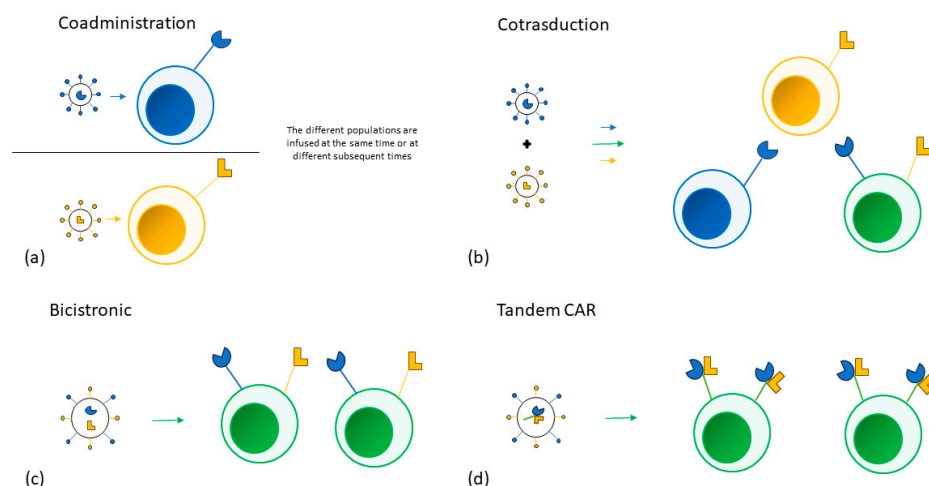 Coadministration
The different populations are
infused at the same time or at
different subsequent times
(a)
Cotrasduction
(b)
Bicistronic
(c)
Tandem CAR
(d)